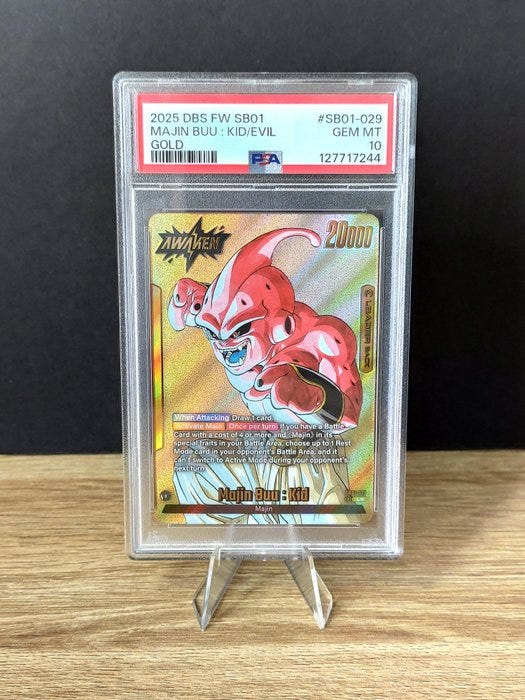 2025 DBS FW SB01 #SB01-029
MAJIN BUU : KID/EVIL GEM MT
GOLD 10
PSA 127717244
AWAKEN
20000
LEADER
When Attacking Draw 1 card.
Activate Main Once per turn If you have a Battle
Card with a cost of 4 or more and «Majin» in its
special traits in your Battle Area, choose up to 1 Rest
Mode card in your opponent's Battle Area, and it
can't switch to Active Mode during your opponent's
next turn.
Majin Buu : Kid
Majin